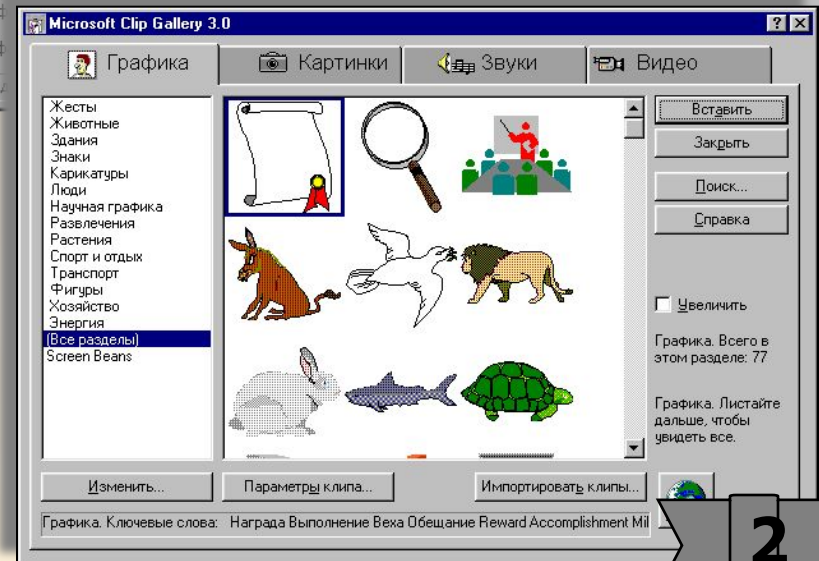 Microsoft Clip Gallery 3.0
Графика
Картинки
Звуки
Видео
Жесты
Животные
Здания
Знаки
Карикатуры
Люди
Научная графика
Развлечения
Растения
Спорт и отдых
Транспорт
Фигуры
Хозяйство
Энергия
(Все разделы)
Screen Beans
Вставить
Закрыть
Поиск...
Справка
Увеличить
Графика. Всего в
этом разделе: 77
Графика. Листайте
дальше, чтобы
увидеть все.
Изменить...
Параметры клипа...
Импортировать клипы...
Графика. Ключевые слова: Награда Выполнение Веха Обещание Reward Accomplishment Mil
2